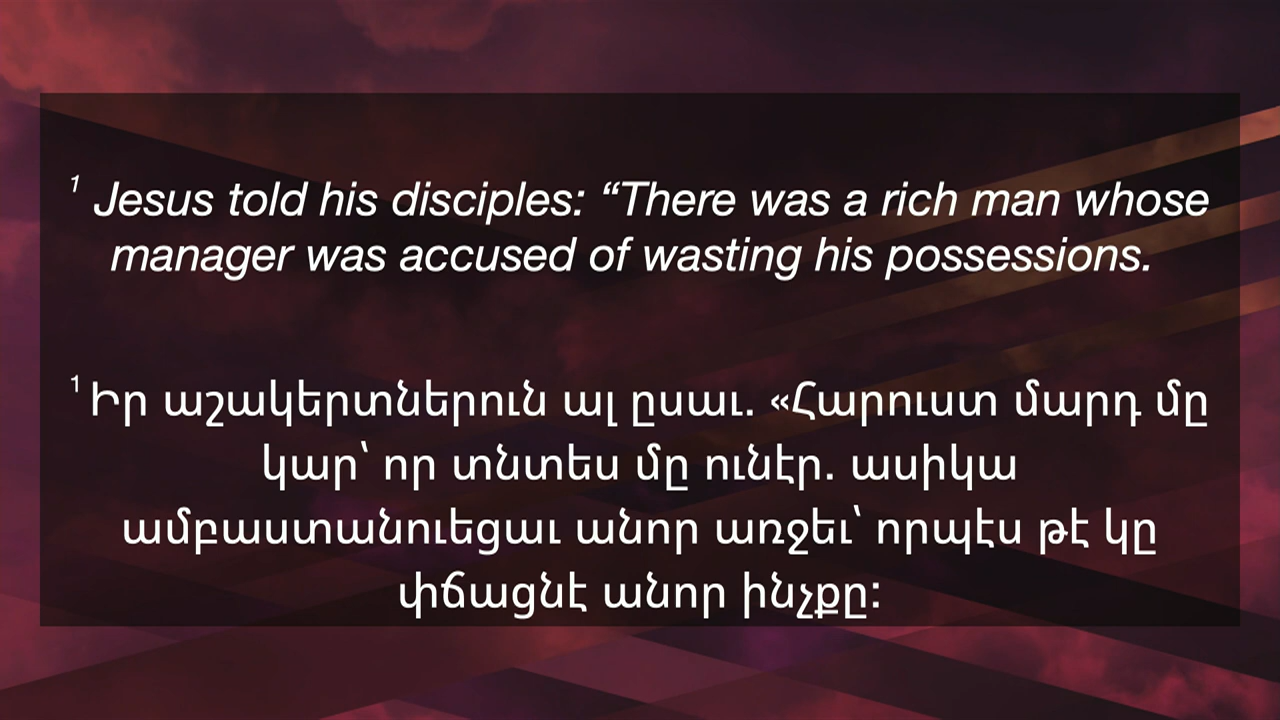 1 Jesus told his disciples: “There was a rich man whose
manager was accused of wasting his possessions.
1 Իր աշակերտներուն ալ ըսաւ. «Հարուստ մարդ մը
կար՝ որ տնտես մը ունէր. ասիկա
ամբաստանուեցաւ անոր առջեւ՝ որպէս թէ կը
փճացնէ անոր ինչքը: